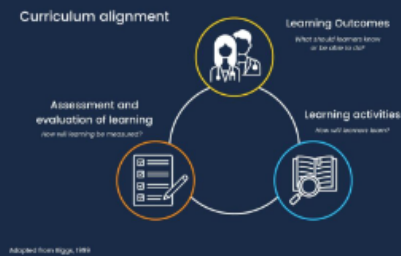 Curriculum alignment
Learning Outcomes
What should learners know
or be able to do?
Assessment and
evaluation of learning
How will learning be measured?
Learning activities
How will learners learn?
Adapted from Biggs, 1999